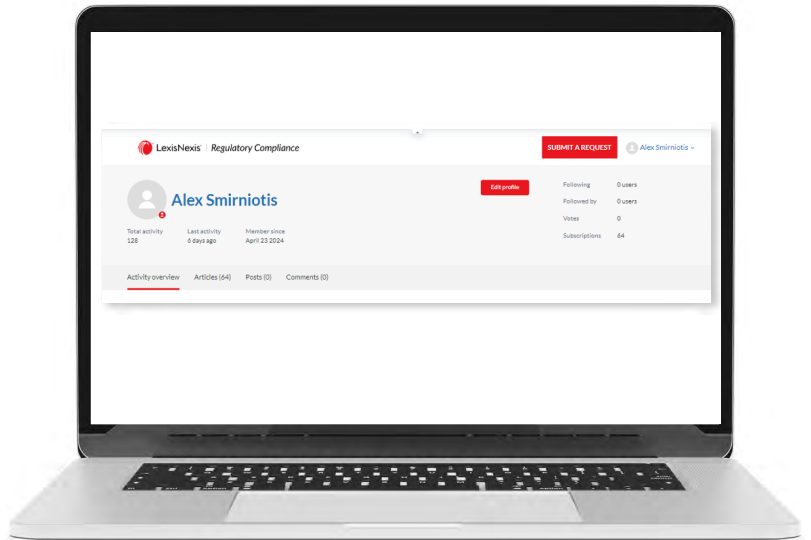 LexisNexis® | Regulatory Compliance
SUBMIT A REQUEST
Alex Smirniotis
Alex Smirniotis
Edit profile
Following 0 users
Followed by 0 users
Votes 0
Subscriptions 64
Total activity Last activity Member since
128 6 days ago April 23 2024
Activity overview Articles (64) Posts (0) Comments (0)